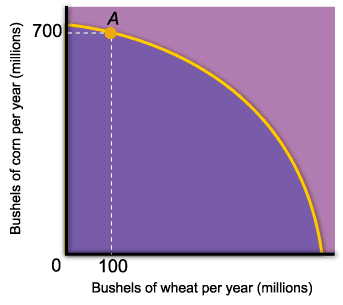 Bushels of corn per year (millions)
700
A
0
100
Bushels of wheat per year (millions)